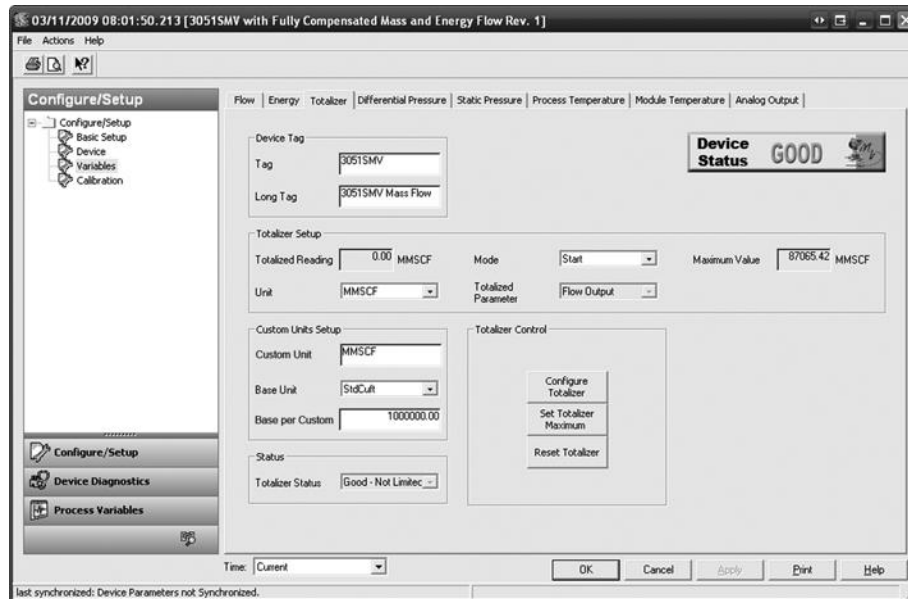 03/11/2009 08:01:50.213 [3051SMV with Fully Compensated Mass and Energy Flow Rev. 1]
File Actions Help
Configure/Setup
Configure/Setup
Basic Setup
Device
Variables
Calibration
Configure/Setup
Device Diagnostics
Process Variables
Flow Energy Totalizer Differential Pressure Static Pressure Process Temperature Module Temperature Analog Output
Device Tag
Tag 3051SMV
Long Tag 3051SMV Mass Flow
Device Status GOOD
Totalizer Setup
Totalized Reading 0.00 MMSCF Mode Start Maximum Value 87065.42 MMSCF
Unit MMSCF Totalized Parameter Flow Output
Custom Units Setup
Custom Unit MMSCF
Base Unit StdCuft
Base per Custom 1000000.00
Totalizer Control
Configure Totalizer
Set Totalizer Maximum
Reset Totalizer
Status
Totalizer Status Good - Not Limitec
Time: Current
OK Cancel Apply Print Help
last synchronized: Device Parameters not Synchronized.